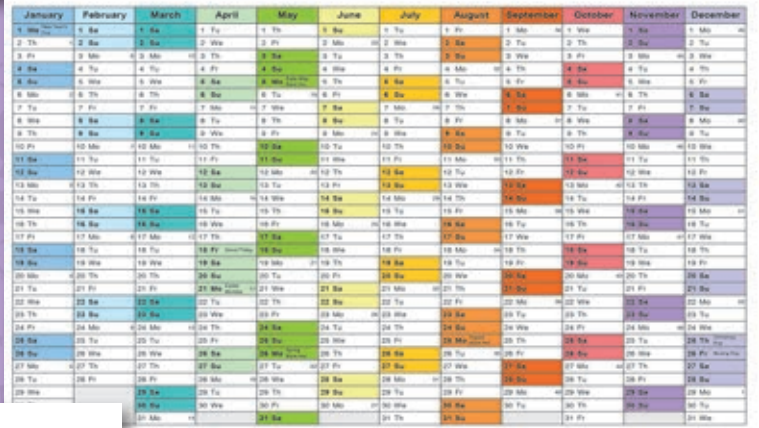 January February March April May June July August September October November December
1 We New Year's Day 1 Sa 1 Sa 1 Tu 1 Th 1 Su 1 Tu 1 Fr 1 Mo 1 We 1 Sa 1 Mo
2 Th 2 Su 2 Su 2 We 2 Fr 2 Mo 2 We 2 Sa 2 Tu 2 Th 2 Su 2 Tu
3 Fr 3 Mo 3 Mo 3 Th 3 Sa 3 Tu 3 Th 3 Su 3 We 3 Fr 3 Mo 3 We
4 Sa 4 Tu 4 Tu 4 Fr 4 Su 4 We 4 Fr 4 Mo 4 Th 4 Sa 4 Tu 4 Th
5 Su 5 We 5 We 5 Sa 5 Mo Early May Bank Hol 5 Th 5 Sa 5 Tu 5 Fr 5 Su 5 We 5 Fr
6 Mo 6 Th 6 Th 6 Su 6 Tu 6 Fr 6 Su 6 We 6 Sa 6 Mo 6 Th 6 Sa
7 Tu 7 Fr 7 Fr 7 Mo 7 We 7 Sa 7 Mo 7 Th 7 Su 7 Tu 7 Fr 7 Su
8 We 8 Sa 8 Sa 8 Tu 8 Th 8 Su 8 Tu 8 Fr 8 Mo 8 We 8 Sa 8 Mo
9 Th 9 Su 9 Su 9 We 9 Fr 9 Mo 9 We 9 Sa 9 Tu 9 Th 9 Su 9 Tu
10 Fr 10 Mo 10 Mo 10 Th 10 Sa 10 Tu 10 Th 10 Su 10 We 10 Fr 10 Mo 10 We
11 Sa 11 Tu 11 Tu 11 Fr 11 Su 11 We 11 Fr 11 Mo 11 Th 11 Sa 11 Tu 11 Th
12 Su 12 We 12 We 12 Sa 12 Mo 12 Th 12 Sa 12 Tu 12 Fr 12 Su 12 We 12 Fr
13 Mo 13 Th 13 Th 13 Su 13 Tu 13 Fr 13 Su 13 We 13 Sa 13 Mo 13 Th 13 Sa
14 Tu 14 Fr 14 Fr 14 Mo 14 We 14 Sa 14 Mo 14 Th 14 Su 14 Tu 14 Fr 14 Su
15 We 15 Sa 15 Sa 15 Tu 15 Th 15 Su 15 Tu 15 Fr 15 Mo 15 We 15 Sa 15 Mo
16 Th 16 Su 16 Su 16 We 16 Fr 16 Mo 16 We 16 Sa 16 Tu 16 Th 16 Su 16 Tu
17 Fr 17 Mo 17 Mo 17 Th 17 Sa 17 Tu 17 Th 17 Su 17 We 17 Fr 17 Mo 17 We
18 Sa 18 Tu 18 Tu 18 Fr Good Friday 18 Su 18 We 18 Fr 18 Mo 18 Th 18 Sa 18 Tu 18 Th
19 Su 19 We 19 We 19 Sa 19 Mo 19 Th 19 Sa 19 Tu 19 Fr 19 Su 19 We 19 Fr
20 Mo 20 Th 20 Th 20 Su 20 Tu 20 Fr 20 Su 20 We 20 Sa 20 Mo 20 Th 20 Sa
21 Tu 21 Fr 21 Fr 21 Mo Easter Monday 21 We 21 Sa 21 Mo 21 Th 21 Su 21 Tu 21 Fr 21 Su
22 We 22 Sa 22 Sa 22 Tu 22 Th 22 Su 22 Tu 22 Fr 22 Mo 22 We 22 Sa 22 Mo
23 Th 23 Su 23 Su 23 We 23 Fr 23 Mo 23 We 23 Sa 23 Tu 23 Th 23 Su 23 Tu
24 Fr 24 Mo 24 Mo 24 Th 24 Sa 24 Tu 24 Th 24 Su 24 We 24 Fr 24 Mo 24 We
25 Sa 25 Tu 25 Tu 25 Fr 25 Su 25 We 25 Fr 25 Mo Bank Hol 25 Th 25 Sa 25 Tu 25 Th Christmas Day
26 Su 26 We 26 We 26 Sa 26 Mo Spring Bank Hol 26 Th 26 Sa 26 Tu 26 Fr 26 Su 26 We 26 Fr Boxing Day
27 Mo 27 Th 27 Th 27 Su 27 Tu 27 Fr 27 Su 27 We 27 Sa 27 Mo 27 Th 27 Sa
28 Tu 28 Fr 28 Fr 28 Mo 28 We 28 Sa 28 Mo 28 Th 28 Su 28 Tu 28 Fr 28 Su
29 We 29 Sa 29 Tu 29 Th 29 Su 29 Tu 29 Fr 29 Mo 29 We 29 Sa 29 Mo
30 Su 30 We 30 Fr 30 Mo 30 We 30 Sa 30 Tu 30 Th 30 Su 30 Tu
31 Mo 31 Sa 31 Th 31 Su 31 Fr 31 We